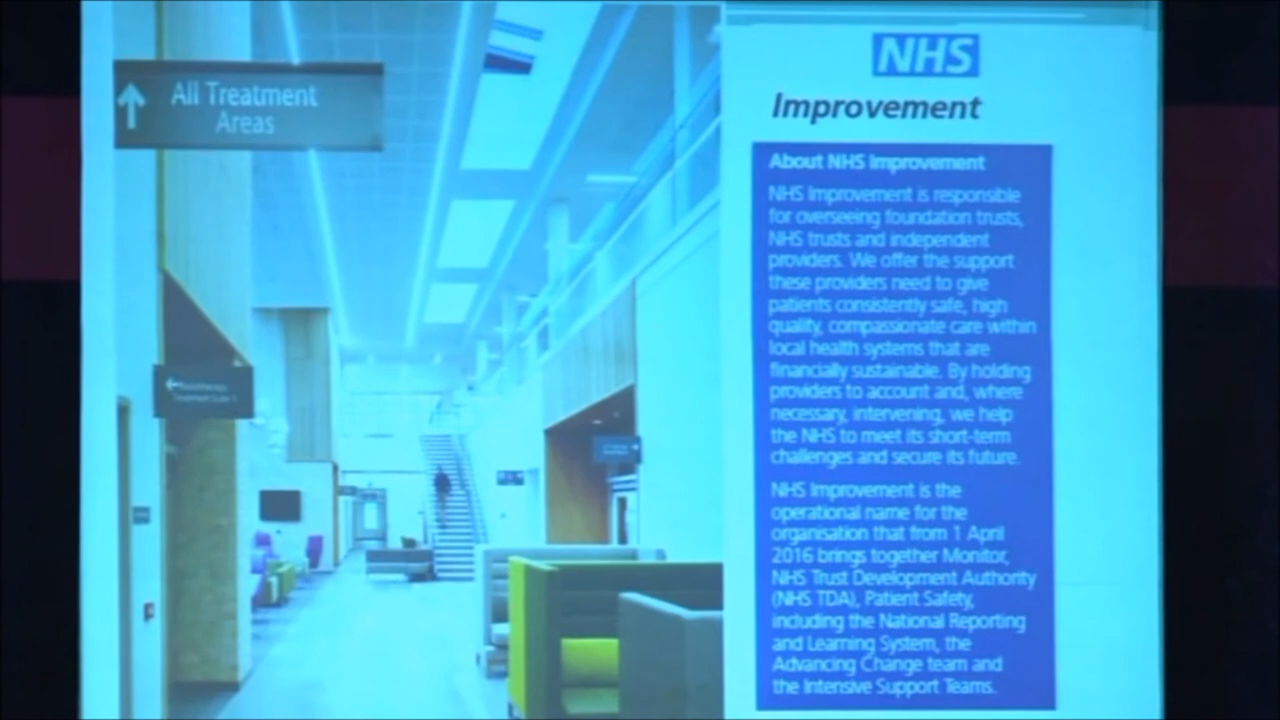 All Treatment
Areas
NHS
Improvement
About NHS Improvement
NHS Improvement is responsible
for overseeing foundation trusts,
NHS trusts and independent
providers. We offer the support
these providers need to give
patients consistently safe, high
quality, compassionate care within
local health systems that are
financially sustainable. By holding
providers to account and, where
necessary, intervening, we help
the NHS to meet its short-term
challenges and secure its future.
NHS Improvement is the
operational name for the
organisation that from 1 April
2016 brings together Monitor,
NHS Trust Development Authority
(NHS TDA), Patient Safety,
including the National Reporting
and Learning System, the
Advancing Change team and
the Intensive Support Teams.